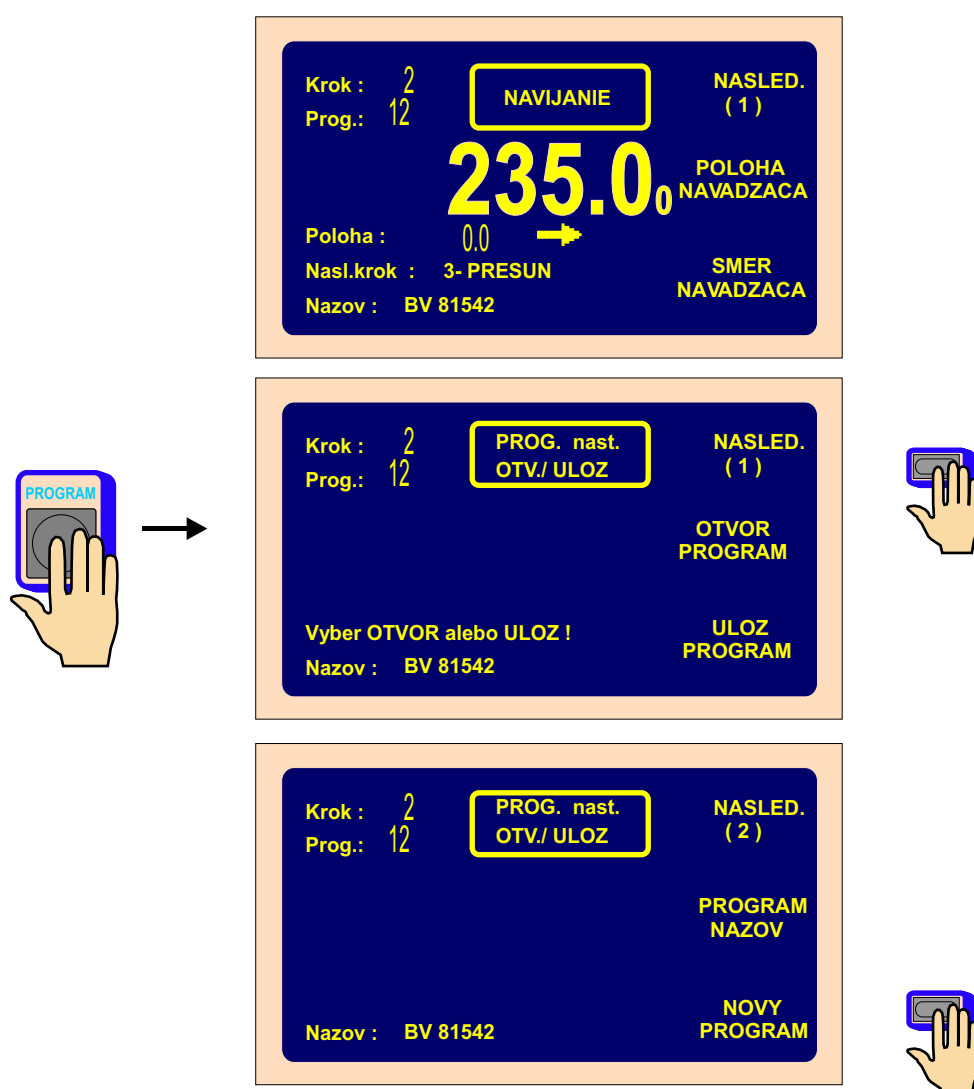 Krok : 2
NAVIJANIE
NASLED.
( 1 )
Prog.: 12
235.0 0
POLOHA
NAVADZACA
Poloha : 0.0
Nasl.krok : 3- PRESUN
SMER
NAVADZACA
Nazov : BV 81542
PROGRAM
Krok : 2
PROG. nast.
OTV./ ULOZ
NASLED.
( 1 )
Prog.: 12
OTVOR
PROGRAM
Vyber OTVOR alebo ULOZ !
ULOZ
PROGRAM
Nazov : BV 81542
Krok : 2
PROG. nast.
OTV./ ULOZ
NASLED.
( 2 )
Prog.: 12
PROGRAM
NAZOV
NOVY
PROGRAM
Nazov : BV 81542